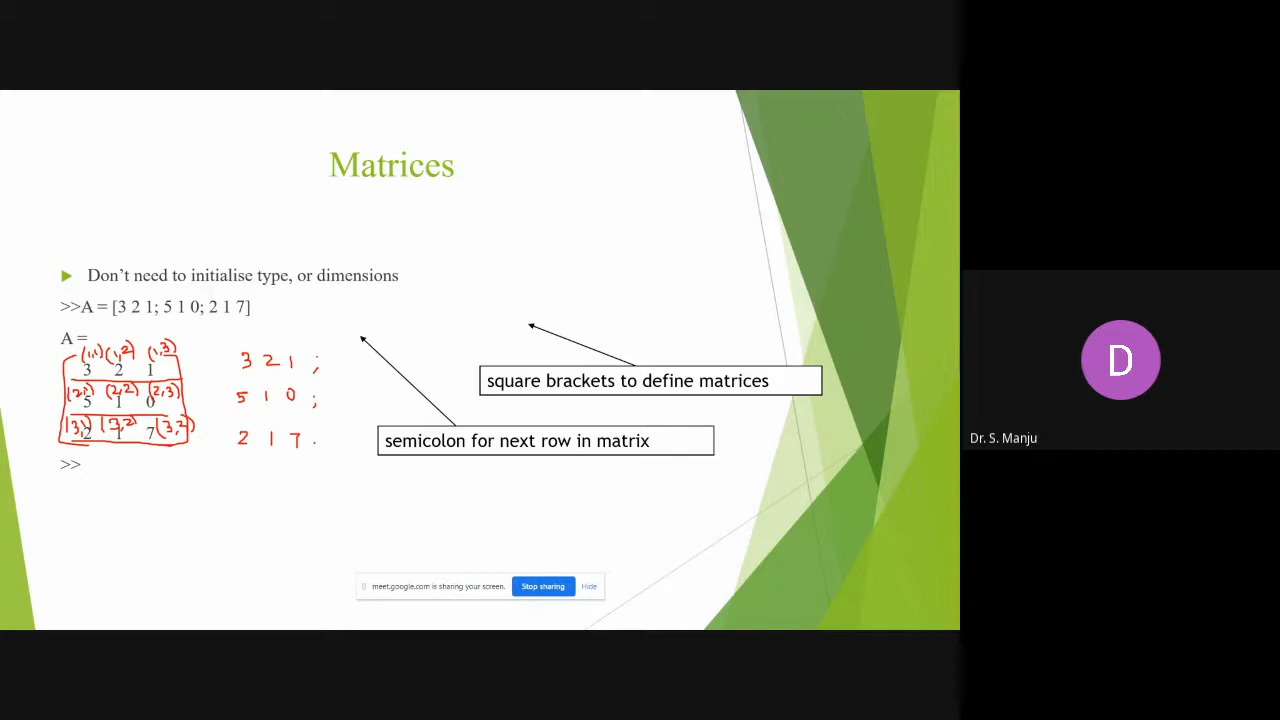 Matrices
Don't need to initialise type, or dimensions
>>A = [3 2 1; 5 1 0; 2 1 7]
A =
(1,1) (1,2) (1,3)
3 2 1
3 2 1 ;
(2,1) (2,2) (2,3)
5 1 0
5 1 0 ;
(3,1) (3,2)
2 1 7
2 1 7 .
>>
square brackets to define matrices
semicolon for next row in matrix
meet.google.com is sharing your screen.
Stop sharing
Hide
D
Dr. S. Manju